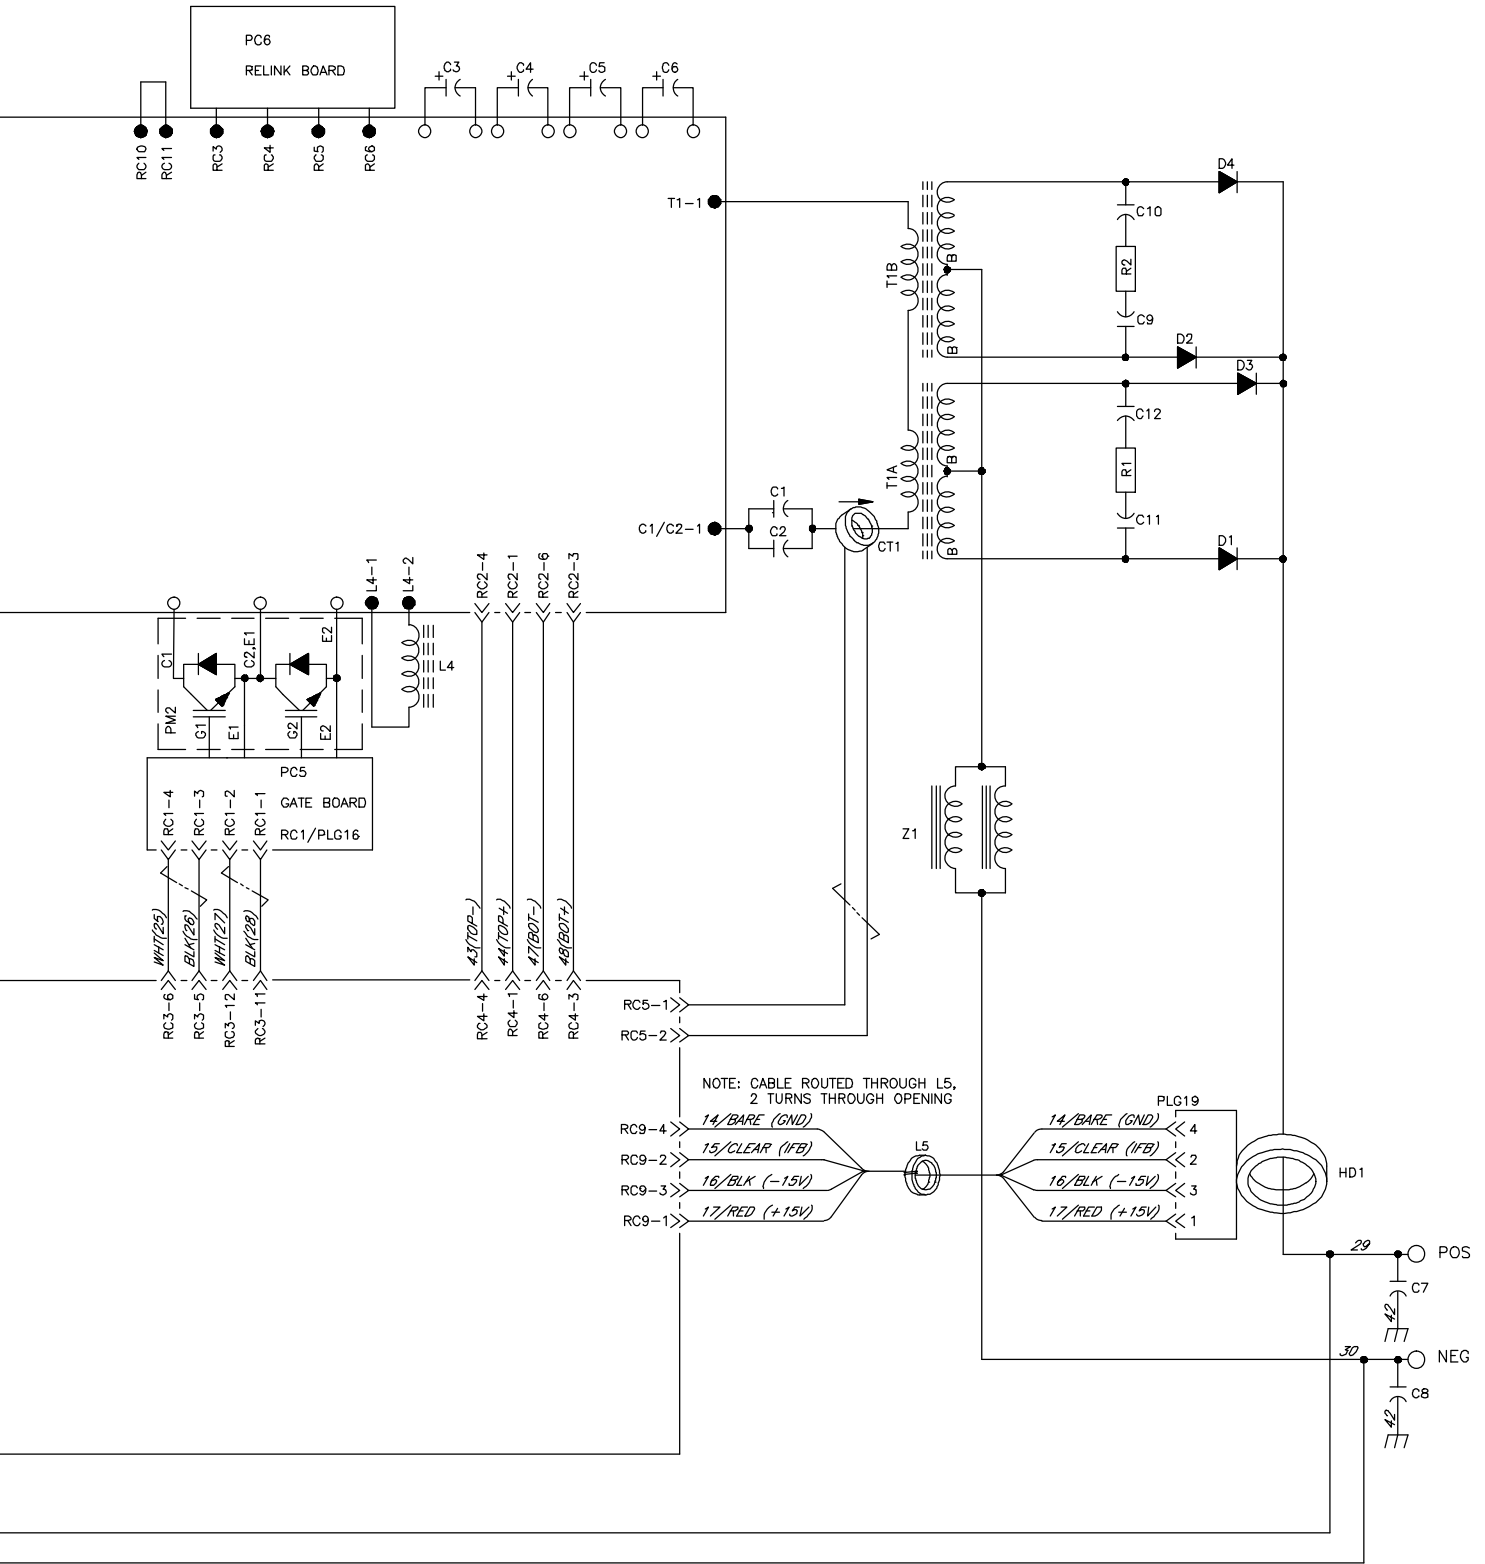 PC6
RELINK BOARD
+ C3
+ C4
+ C5
+ C6
RC10
RC11
RC3
RC4
RC5
RC6
T1-1
D4
C10
B
T1B
R2
C9
B
D2
D3
C12
B
T1A
R1
C11
B
D1
C1/C2-1
C1
C2
CT1
L4-1
L4-2
RC2-4
RC2-1
RC2-6
RC2-3
C1
C2,E1
E2
L4
PM2
G1
E1
G2
E2
PC5
GATE BOARD
RC1/PLG16
RC1-4
RC1-3
RC1-2
RC1-1
Z1
WHT(25)
BLK(26)
WHT(27)
BLK(28)
43(TOP-)
44(TOP+)
47(BOT-)
48(BOT+)
RC3-6
RC3-5
RC3-12
RC3-11
RC4-4
RC4-1
RC4-6
RC4-3
RC5-1
RC5-2
NOTE: CABLE ROUTED THROUGH L5,
2 TURNS THROUGH OPENING
PLG19
RC9-4 14/BARE (GND) 14/BARE (GND) 4
RC9-2 15/CLEAR (IFB) L5 15/CLEAR (IFB) 2
RC9-3 16/BLK (-15V) 16/BLK (-15V) 3
RC9-1 17/RED (+15V) 17/RED (+15V) 1
HD1
29 POS
C7
42
30 NEG
C8
42